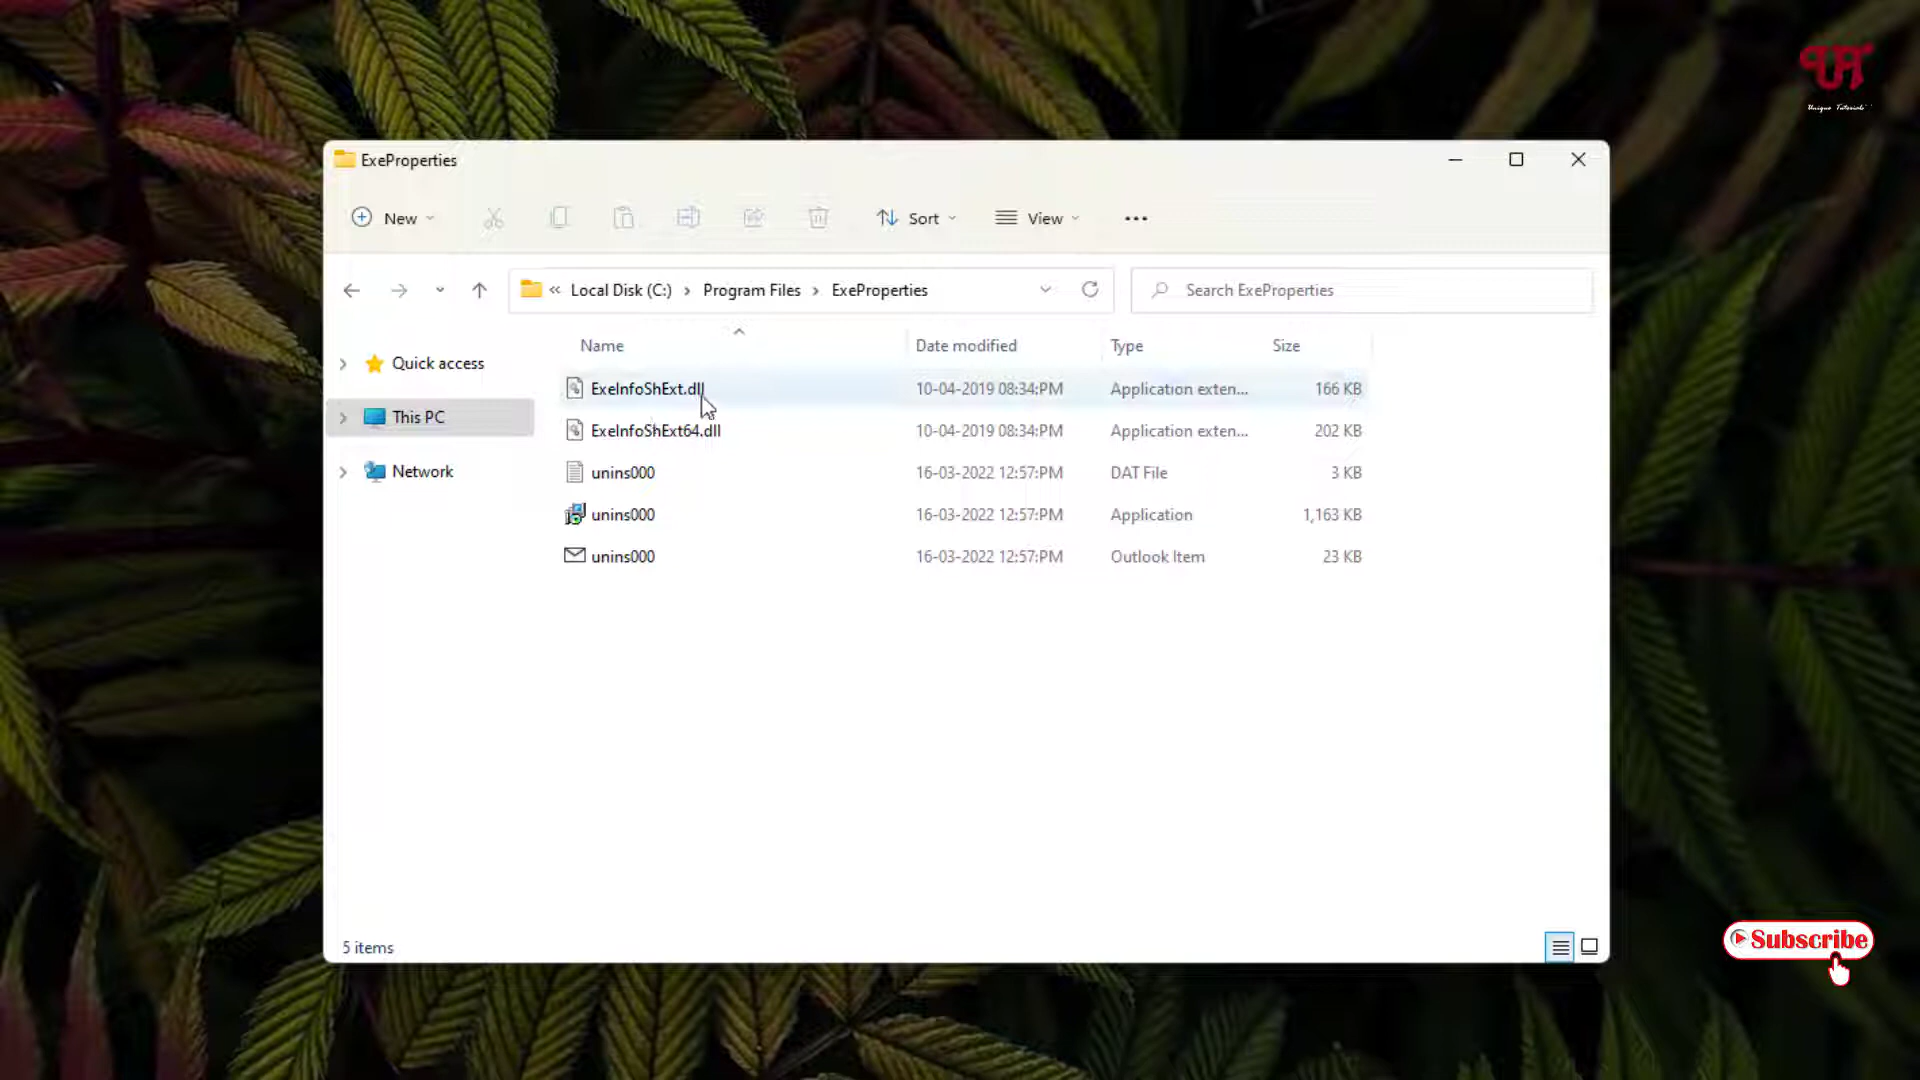 UT
Unique Tutorials
ExeProperties
New
Sort
View
« Local Disk (C:) > Program Files > ExeProperties
Search ExeProperties
Quick access
This PC
Network
Name Date modified Type Size
ExeInfoShExt.dll 10-04-2019 08:34:PM Application exten... 166 KB
ExeInfoShExt64.dll 10-04-2019 08:34:PM Application exten... 202 KB
unins000 16-03-2022 12:57:PM DAT File 3 KB
unins000 16-03-2022 12:57:PM Application 1,163 KB
unins000 16-03-2022 12:57:PM Outlook Item 23 KB
5 items
Subscribe